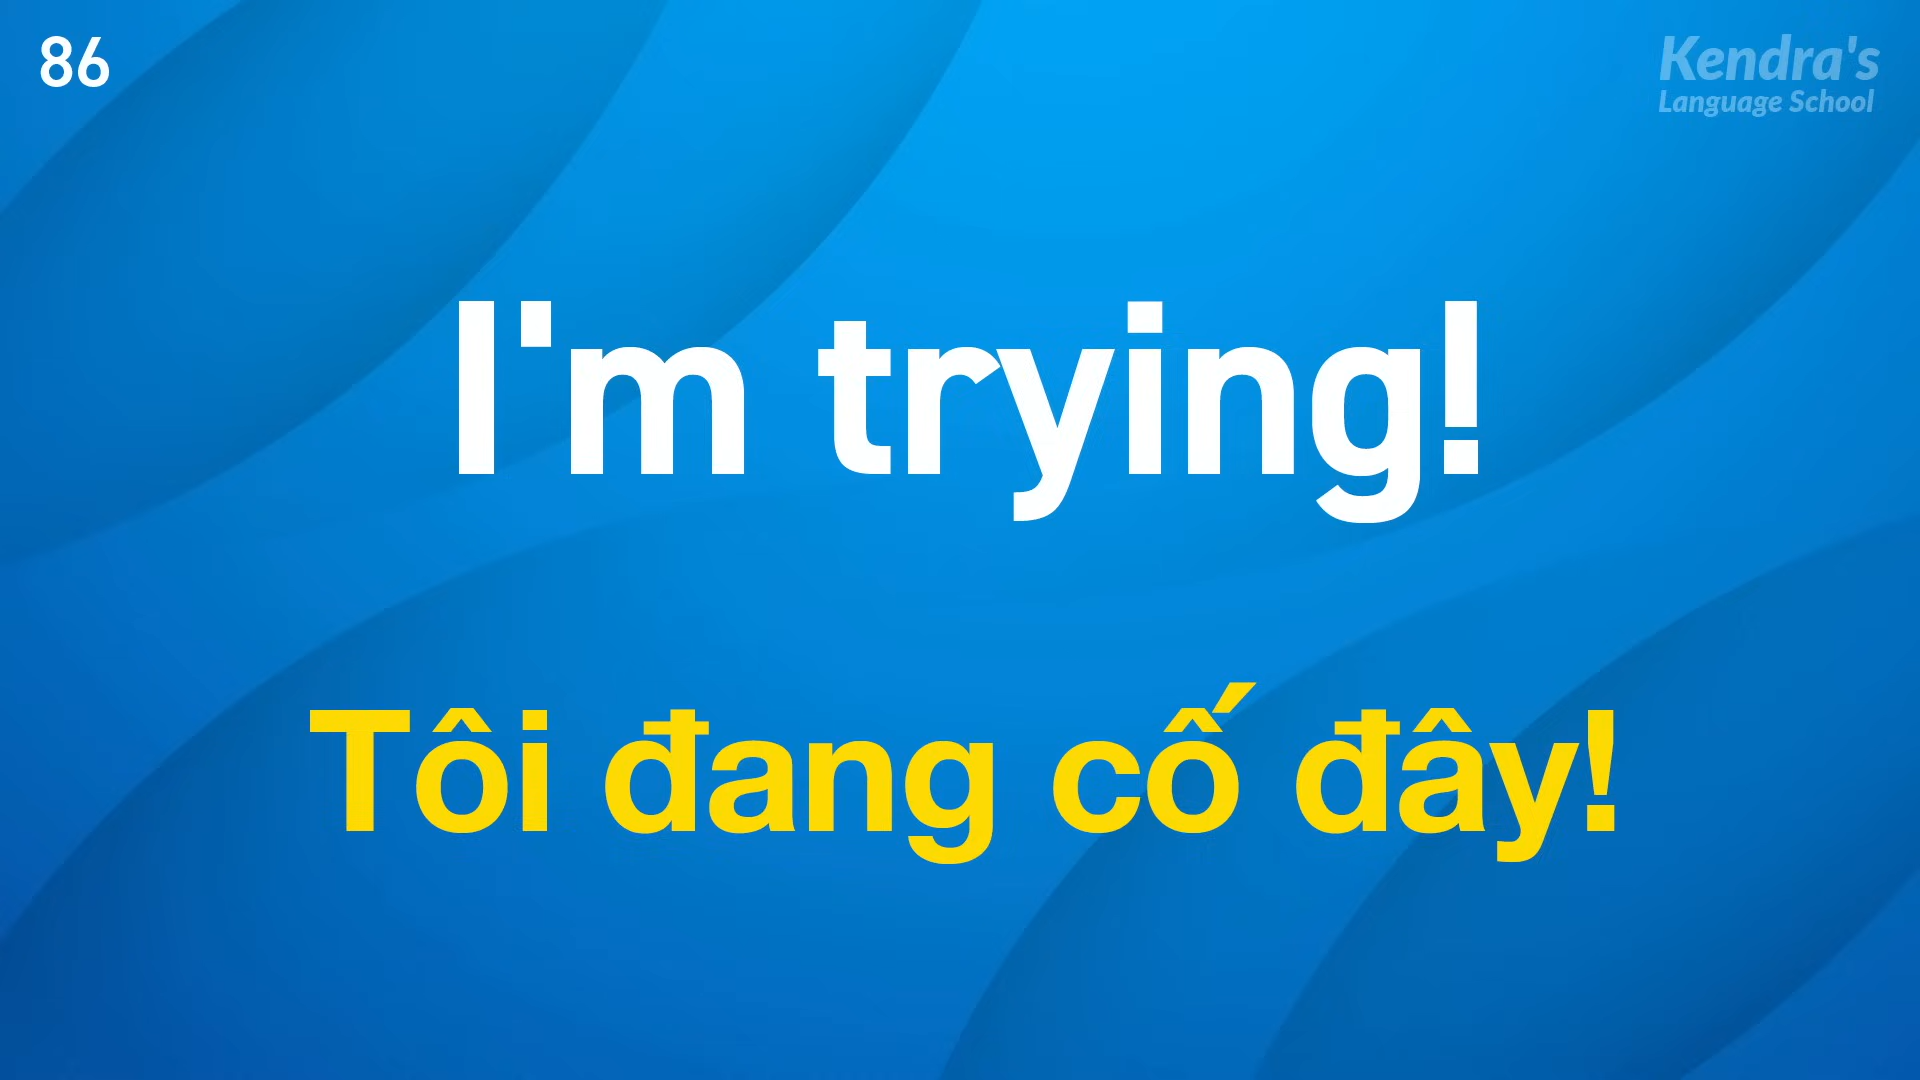 86
Kendra's
Language School
I'm trying!
Tôi đang cố đây!